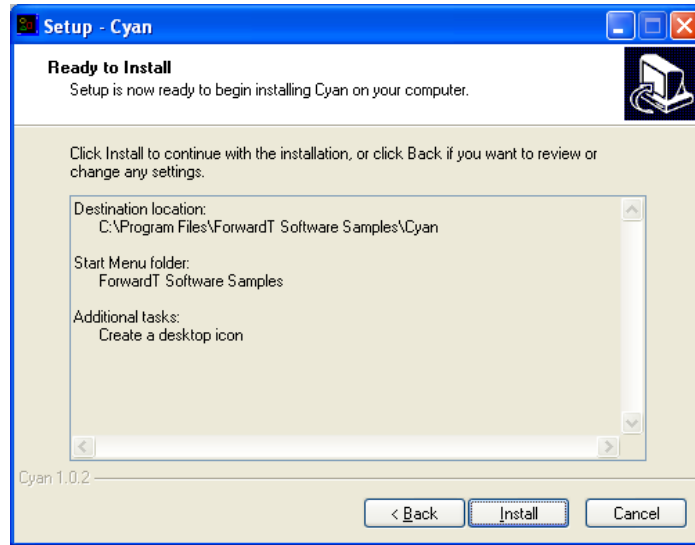 Setup - Cyan
Ready to Install
Setup is now ready to begin installing Cyan on your computer.
Click Install to continue with the installation, or click Back if you want to review or
change any settings.
Destination location:
C:\Program Files\ForwardT Software Samples\Cyan
Start Menu folder:
ForwardT Software Samples
Additional tasks:
Create a desktop icon
Cyan 1.0.2
< Back
Install
Cancel